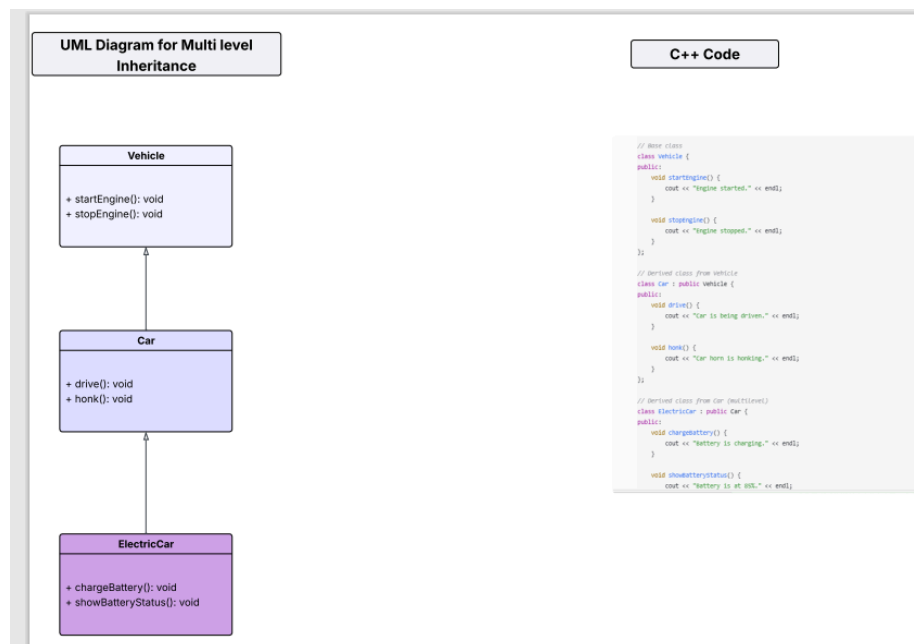 UML Diagram for Multi level
Inheritance
Vehicle
+ startEngine(): void
+ stopEngine(): void
Car
+ drive(): void
+ honk(): void
ElectricCar
+ chargeBattery(): void
+ showBatteryStatus(): void
C++ Code
// Base class
class Vehicle {
public:
void startEngine() {
cout << "Engine started." << endl;
}
void stopEngine() {
cout << "Engine stopped." << endl;
}
};
// Derived class from Vehicle
class Car : public Vehicle {
public:
void drive() {
cout << "Car is being driven." << endl;
}
void honk() {
cout << "Car horn is honking." << endl;
}
};
// Derived class from Car (multilevel)
class ElectricCar : public Car {
public:
void chargeBattery() {
cout << "Battery is charging." << endl;
}
void showBatteryStatus() {
cout << "Battery is at 85%." << endl;